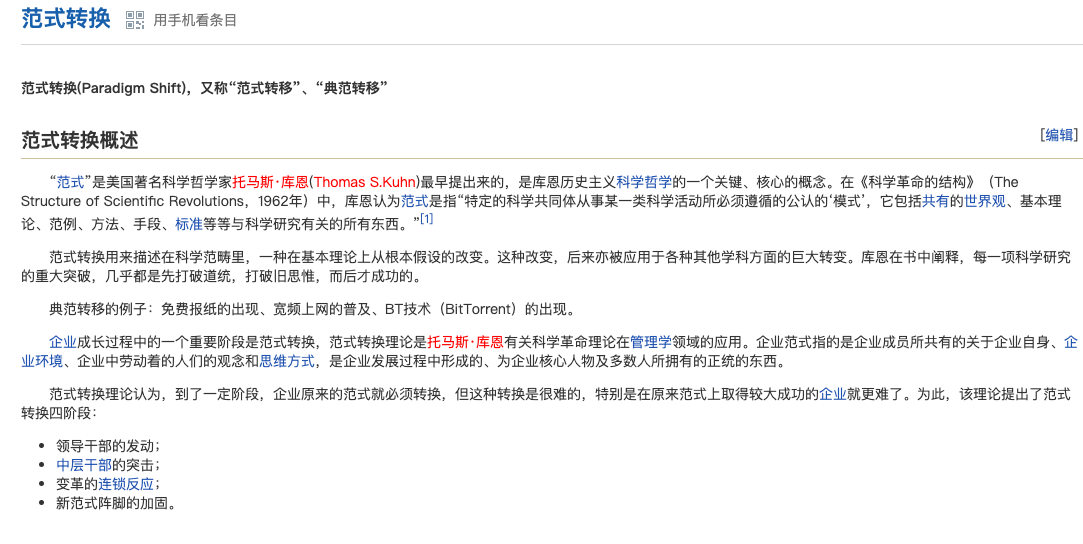 范式转换 用手机看条目
范式转换(Paradigm Shift)，又称“范式转移”、“典范转移”
范式转换概述 [编辑]
“范式”是美国著名科学哲学家托马斯·库恩(Thomas S.Kuhn)最早提出来的，是库恩历史主义科学哲学的一个关键、核心的概念。在《科学革命的结构》（The
Structure of Scientific Revolutions，1962年）中，库恩认为范式是指“特定的科学共同体从事某一类科学活动所必须遵循的公认的‘模式’，它包括共有的世界观、基本理
论、范例、方法、手段、标准等等与科学研究有关的所有东西。”[1]
范式转换用来描述在科学范畴里，一种在基本理论上从根本假设的改变。这种改变，后来亦被应用于各种其他学科方面的巨大转变。库恩在书中阐释，每一项科学研究
的重大突破，几乎都是先打破道统，打破旧思惟，而后才成功的。
典范转移的例子：免费报纸的出现、宽频上网的普及、BT技术（BitTorrent）的出现。
企业成长过程中的一个重要阶段是范式转换，范式转换理论是托马斯·库恩有关科学革命理论在管理学领域的应用。企业范式指的是企业成员所共有的关于企业自身、企
业环境、企业中劳动着的人们的观念和思维方式，是企业发展过程中形成的、为企业核心人物及多数人所拥有的正统的东西。
范式转换理论认为，到了一定阶段，企业原来的范式就必须转换，但这种转换是很难的，特别是在原来范式上取得较大成功的企业就更难了。为此，该理论提出了范式
转换四阶段：
• 领导干部的发动；
• 中层干部的突击；
• 变革的连锁反应；
• 新范式阵脚的加固。